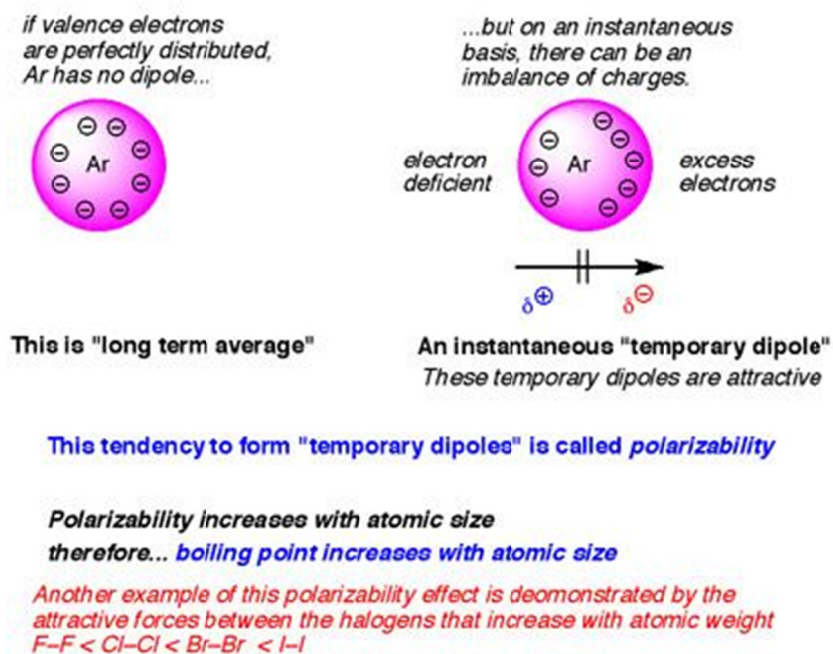 if valence electrons
are perfectly distributed,
Ar has no dipole...
Ar
...but on an instantaneous
basis, there can be an
imbalance of charges.
electron
deficient
Ar
excess
electrons
δ⊕
δ⊖
This is "long term average"
An instantaneous "temporary dipole"
These temporary dipoles are attractive
This tendency to form "temporary dipoles" is called polarizability
Polarizability increases with atomic size
therefore... boiling point increases with atomic size
Another example of this polarizability effect is deomonstrated by the
attractive forces between the halogens that increase with atomic weight
F–F < Cl–Cl < Br–Br < I–I